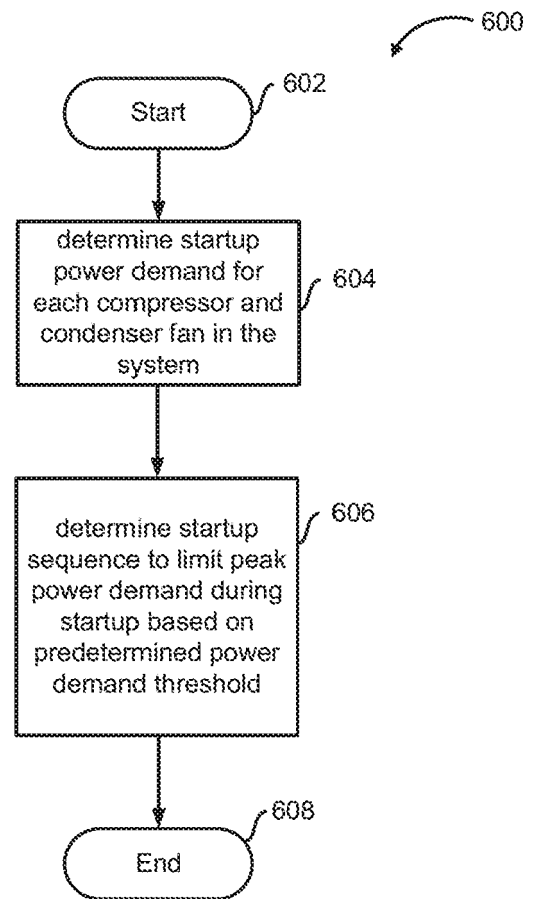 600
602
Start
determine startup
power demand for
each compressor and
condenser fan in the
system
604
determine startup
sequence to limit peak
power demand during
startup based on
predetermined power
demand threshold
606
608
End